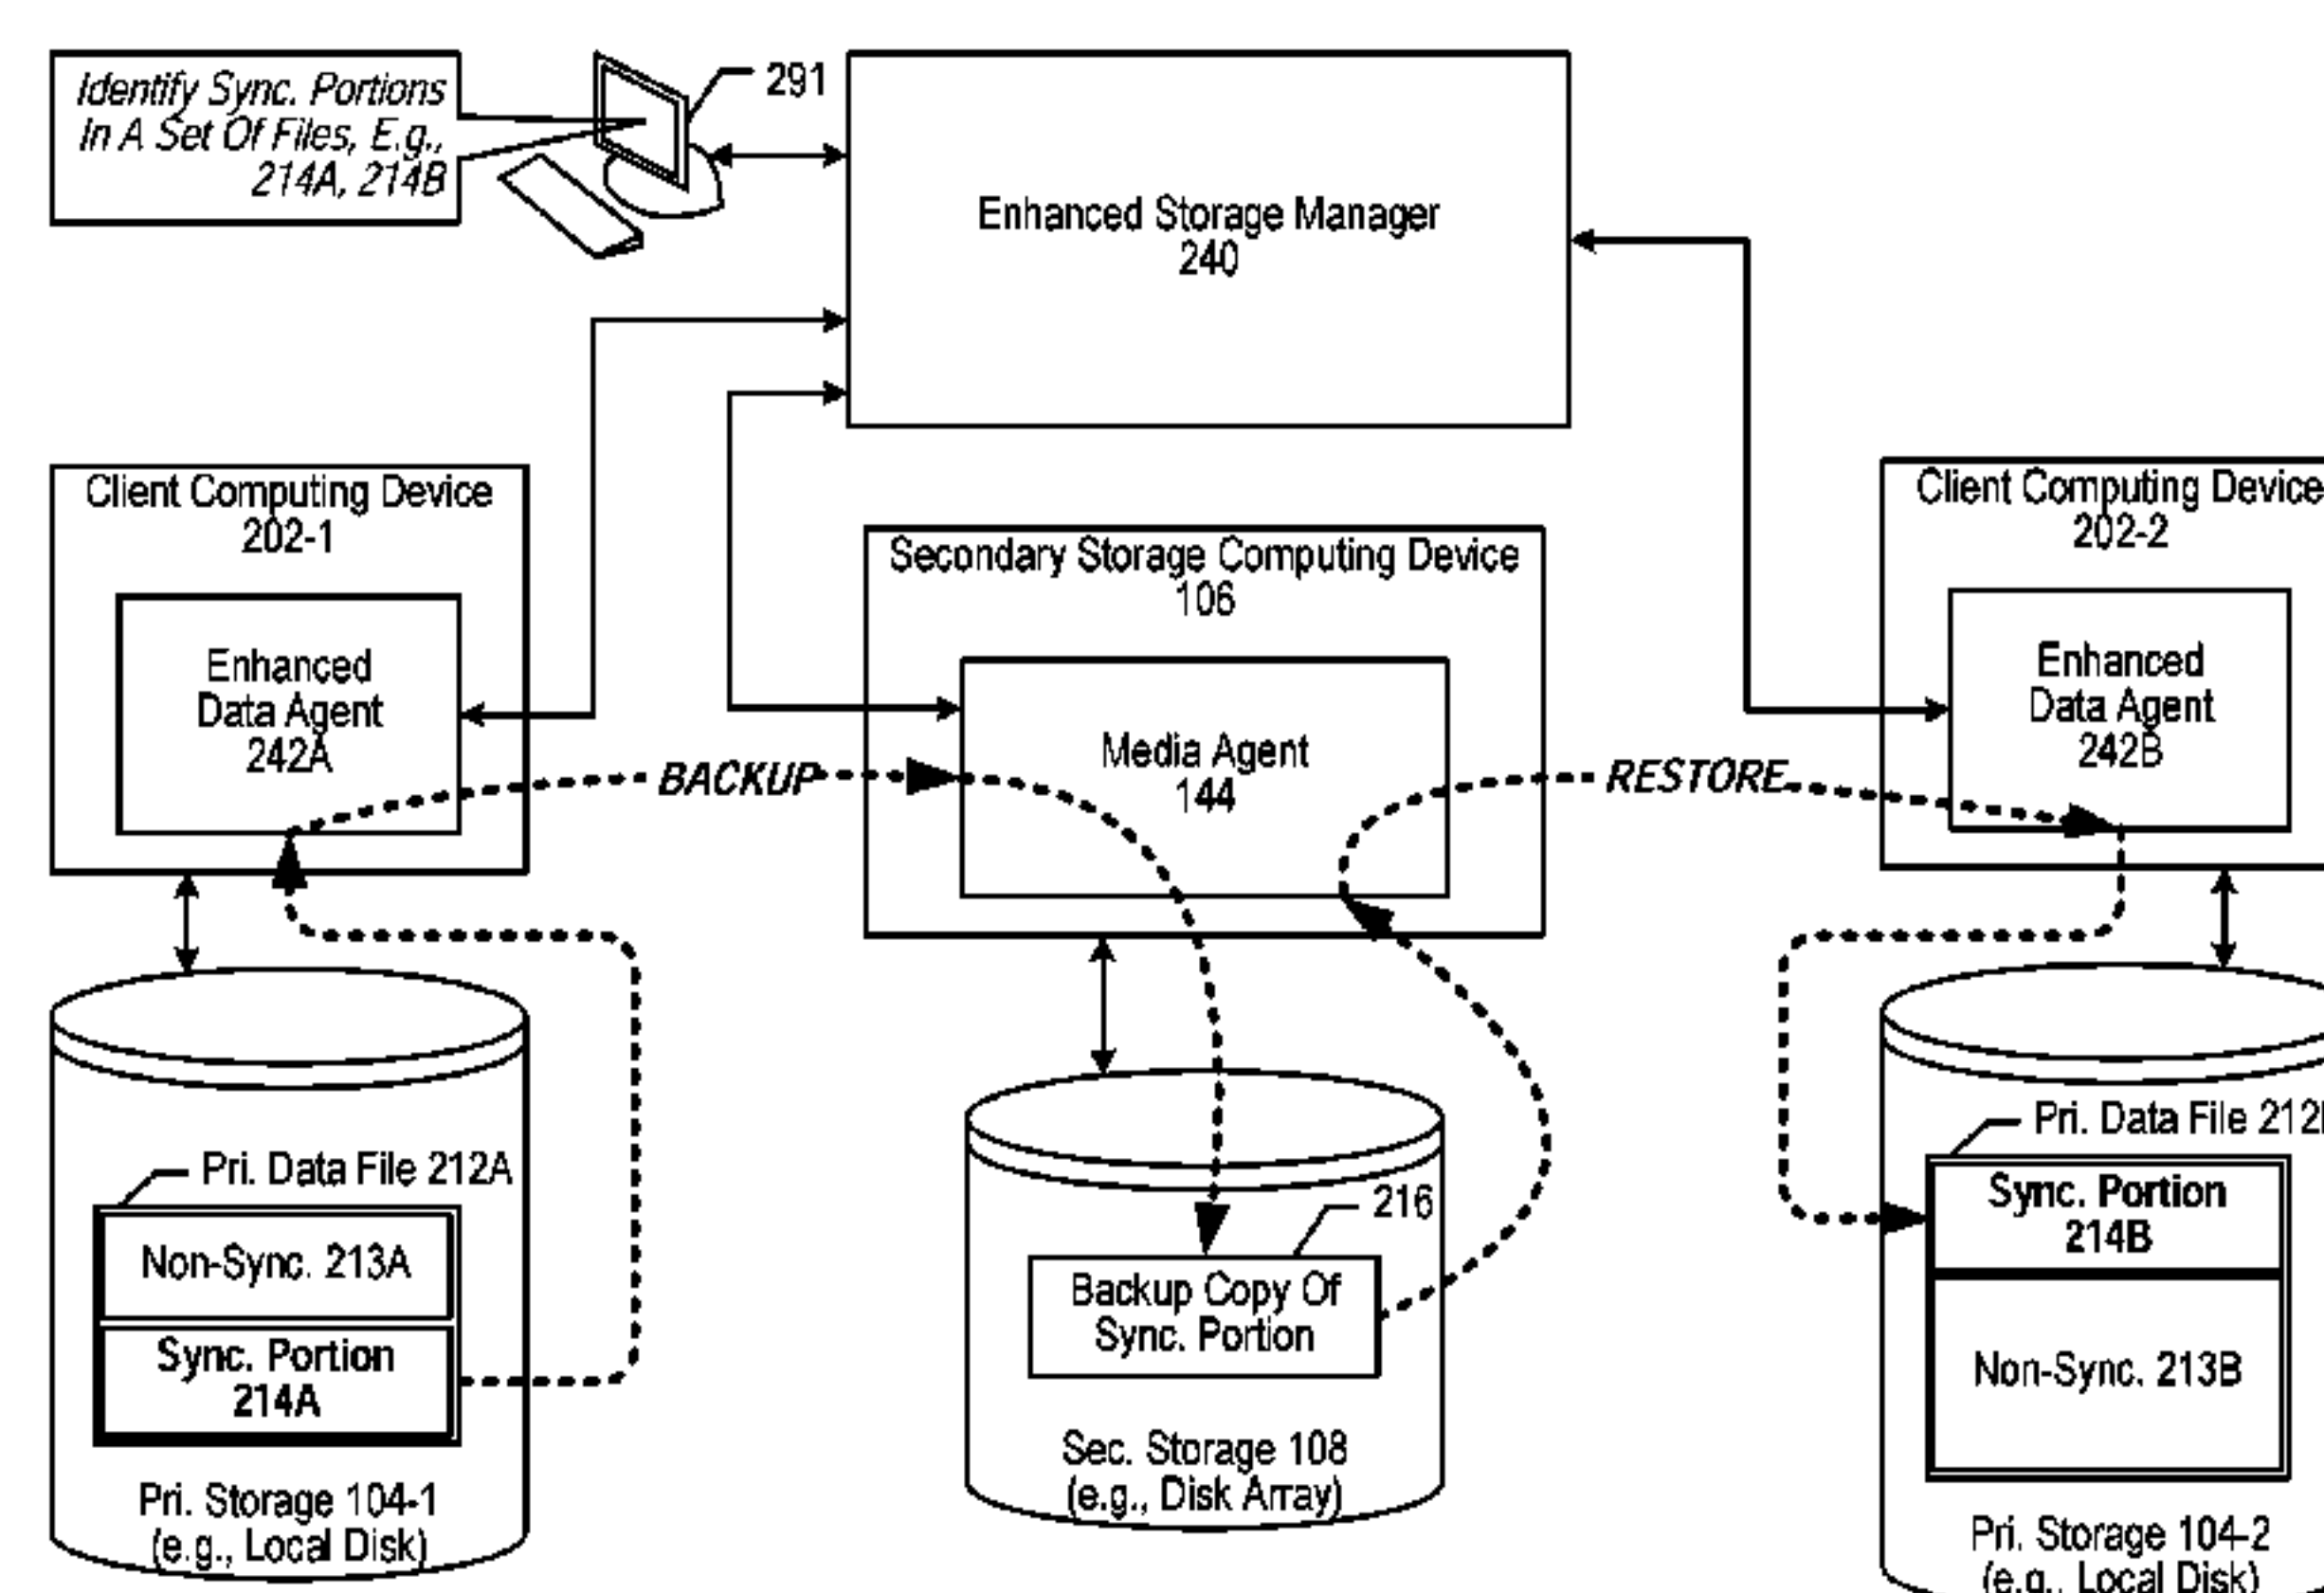 Identify Sync. Portions
In A Set Of Files, E.g.,
214A, 214B
291
Enhanced Storage Manager
240
Client Computing Device
202-1
Enhanced
Data Agent
242A
Secondary Storage Computing Device
106
Media Agent
144
Client Computing Device
202-2
Enhanced
Data Agent
242B
BACKUP
RESTORE
Pri. Data File 212A
Non-Sync. 213A
Sync. Portion
214A
Pri. Storage 104-1
(e.g., Local Disk)
216
Backup Copy Of
Sync. Portion
Sec. Storage 108
(e.g., Disk Array)
Pri. Data File
Sync. Portion
214B
Non-Sync. 213B
Pri. Storage 104-2
(e.g., Local Disk)